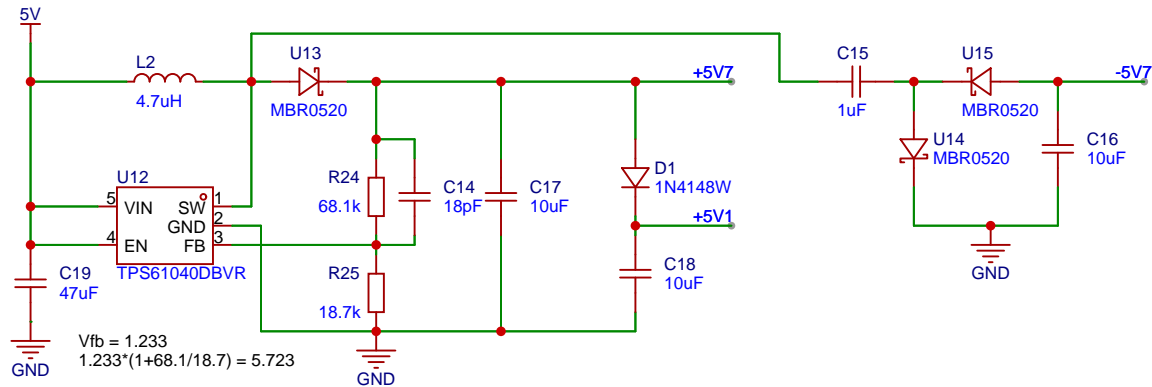 5V
L2
4.7uH
U13
MBR0520
+5V7
C15
1uF
U15
MBR0520
-5V7
U14
MBR0520
C16
10uF
GND
U12
5 VIN SW 1
GND 2
4 EN FB 3
TPS61040DBVR
R24
68.1k
C14
18pF
C17
10uF
D1
1N4148W
+5V1
C18
10uF
R25
18.7k
C19
47uF
GND
GND
Vfb = 1.233
1.233*(1+68.1/18.7) = 5.723